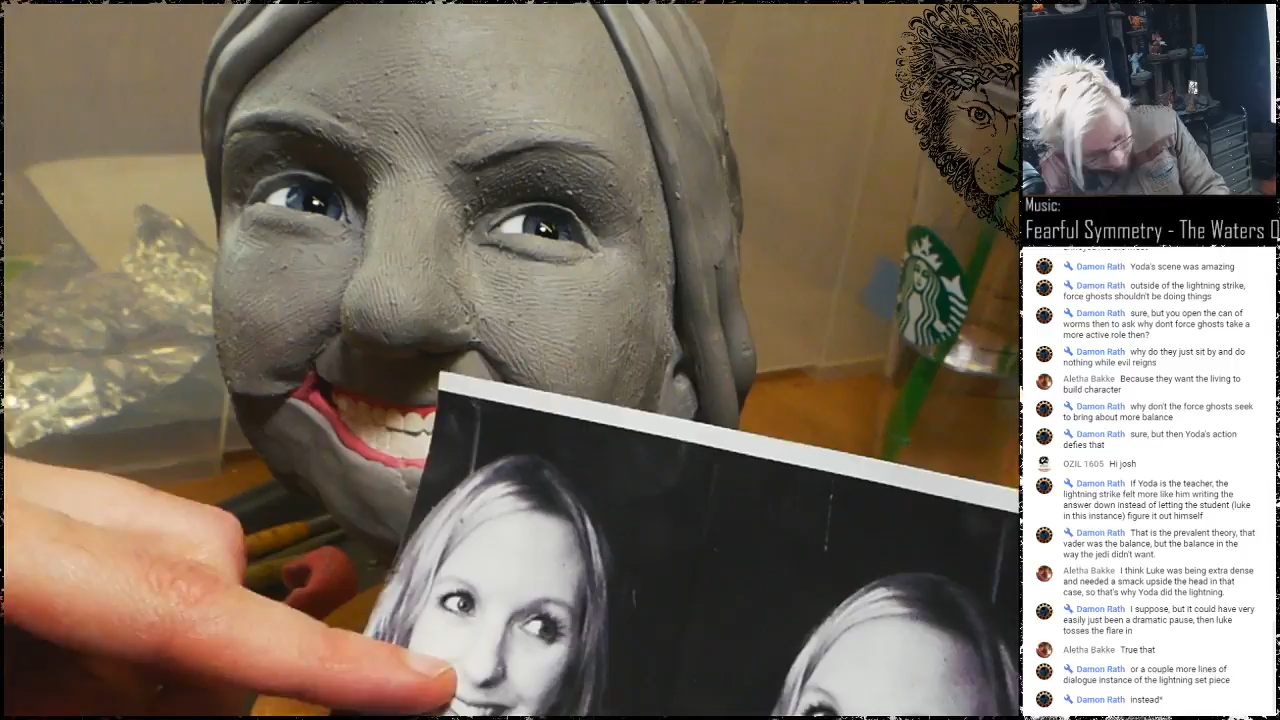 Music:
Fearful Symmetry - The Waters O
Damon Rath Yoda's scene was amazing
Damon Rath outside of the lightning strike,
force ghosts shouldn't be doing things
Damon Rath sure, but you open the can of
worms then to ask why dont force ghosts take a
more active role then?
Damon Rath why do they just sit by and do
nothing while evil reigns
Aletha Bakke Because they want the living to
build character
Damon Rath why don't the force ghosts seek
to bring about more balance
Damon Rath sure, but then Yoda's action
defies that
OZIL 1605 Hi josh
Damon Rath If Yoda is the teacher, the
lightning strike felt more like him writing the
answer down instead of letting the student (luke
in this instance) figure it out himself
Damon Rath That is the prevalent theory, that
vader was the balance, but the balance in the
way the jedi didn't want.
Aletha Bakke I think Luke was being extra dense
and needed a smack upside the head in that
case, so that's why Yoda did the lightning.
Damon Rath I suppose, but it could have very
easily just been a dramatic pause, then luke
tosses the flare in
Aletha Bakke True that
Damon Rath or a couple more lines of
dialogue instance of the lightning set piece
Damon Rath instead*